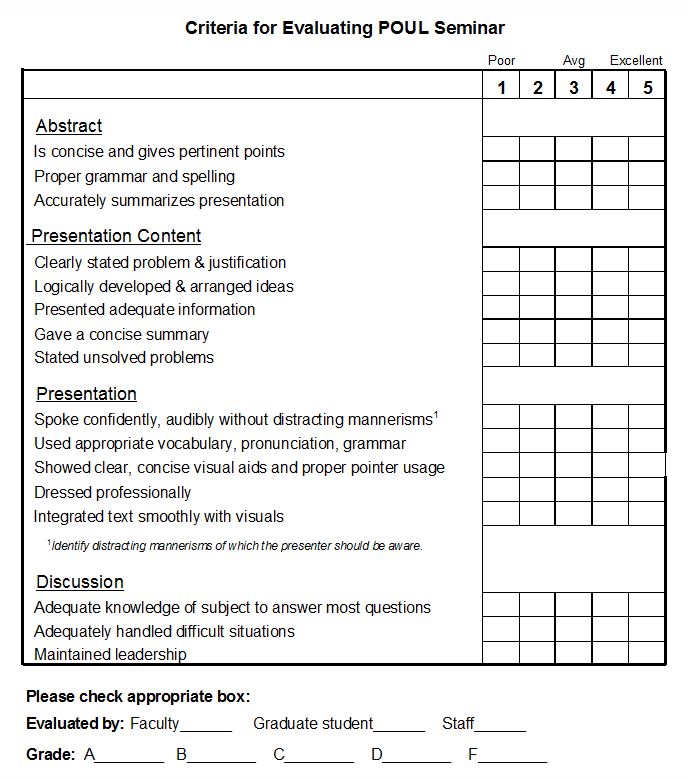 Criteria for Evaluating POUL Seminar
Poor Avg Excellent
1 2 3 4 5
Abstract
Is concise and gives pertinent points
Proper grammar and spelling
Accurately summarizes presentation
Presentation Content
Clearly stated problem & justification
Logically developed & arranged ideas
Presented adequate information
Gave a concise summary
Stated unsolved problems
Presentation
Spoke confidently, audibly without distracting mannerisms¹
Used appropriate vocabulary, pronunciation, grammar
Showed clear, concise visual aids and proper pointer usage
Dressed professionally
Integrated text smoothly with visuals
¹Identify distracting mannerisms of which the presenter should be aware.
Discussion
Adequate knowledge of subject to answer most questions
Adequately handled difficult situations
Maintained leadership
Please check appropriate box:
Evaluated by: Faculty______ Graduate student______ Staff______
Grade: A________ B________ C________ D________ F________